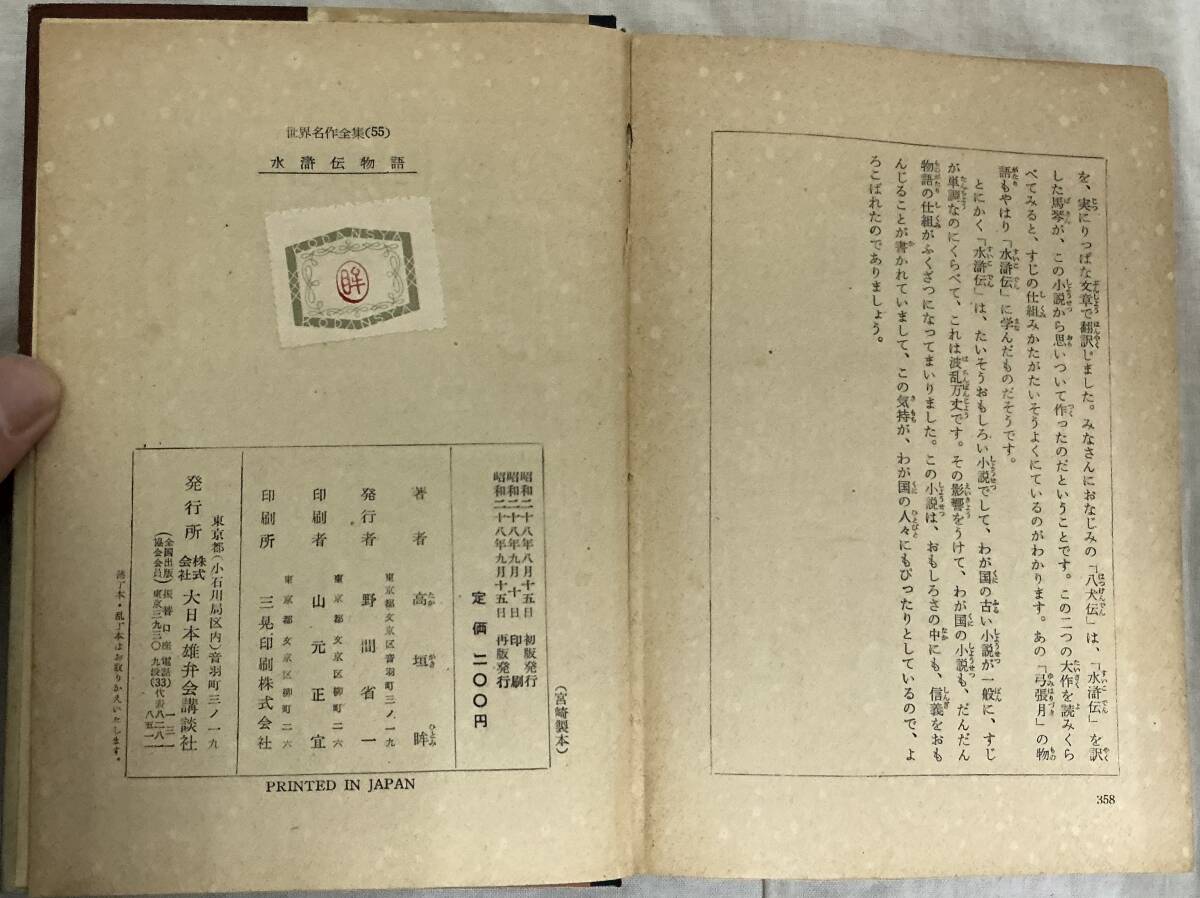 を、実にりっぱな文章で翻訳しました。みなさんにおなじみの「八犬伝」は、「水滸伝」を訳
した馬琴が、この小説から思いついて作ったのだということです。この二つの大作を読みくら
べてみると、すじの仕組みかたがたいそうよくにているのがわかります。あの「弓張月」の物
語もやはり「水滸伝」に学んだものだそうです。
とにかく「水滸伝」は、たいそうおもしろい小説でして、わが国の古い小説が一般に、すじ
が単調なのにくらべて、これは波乱万丈です。その影響をうけて、わが国の小説も、だんだん
物語の仕組がふくざつになってまいりました。この小説は、おもしろさの中にも、信義をおも
んじることが書かれていまして、この気持が、わが国の人々にもぴったりとしているので、よ
ろこばれたのでありましょう。
358
世界名作全集(55)
水滸伝物語
KODANSYA
眸
KODANSYA
(宮崎製本)
昭和二十八年八月十五日 初版発行
昭和二十八年九月十日 印刷
昭和二十八年九月十五日 再版発行
定価 二〇〇円
著者 高垣眸
たか がき ひとみ
東京都文京区音羽町三ノ一九
発行者 野間省一
東京都文京区柳町二六
印刷者 山元正宜
東京都文京区柳町二六
印刷所 三晃印刷株式会社
東京都(小石川局区内)音羽町三ノ一九
発行所 株式会社 大日本雄弁会講談社
(全国出版協会会員) 振替口座東京三九三〇 電話九段(33)代表
落丁本・乱丁本はお取りかえいたします。
PRINTED IN JAPAN